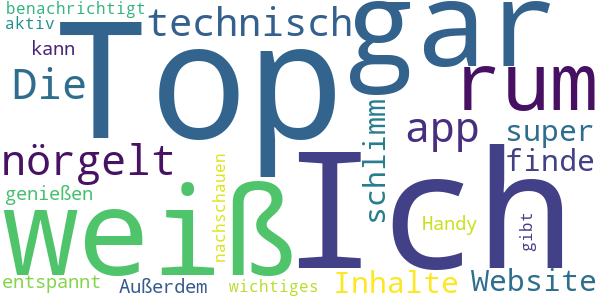 benachrichtigt
aktiv
technisch
gar
kann
Top
Die
rum
app
super
schlimm
nörgelt
finde
Ich
weiß
nachschauen
genießen
Handy
gibt
entspannt
Außerdem
wichtiges
Inhalte
Website